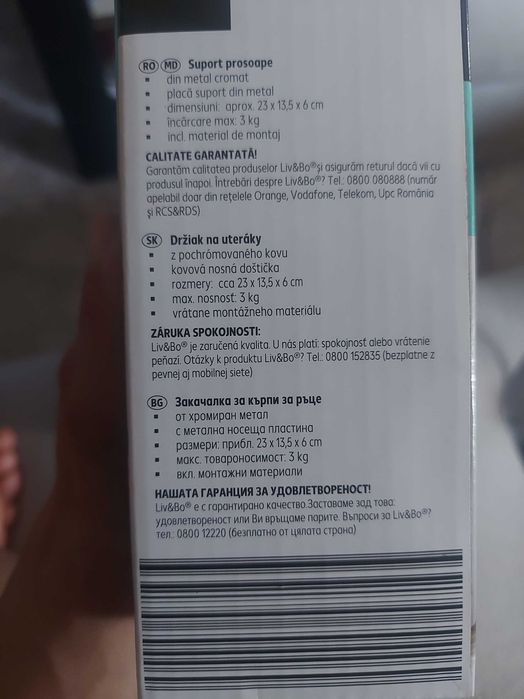 RO MD Suport prosoape
▪ din metal cromat
▪ placă suport din metal
▪ dimensiuni: aprox. 23 x 13,5 x 6 cm
▪ încărcare max: 3 kg
▪ incl. material de montaj
CALITATE GARANTATĂ!
Garantăm calitatea produselor Liv&Bo® și asigurăm returul dacă vii cu
produsul înapoi. Întrebări despre Liv&Bo®? Tel.: 0800 080888 (număr
apelabil doar din rețelele Orange, Vodafone, Telekom, Upc România
și RCS&RDS)
SK Držiak na uteráky
▪ z pochrómovaného kovu
▪ kovová nosná doštička
▪ rozmery: cca 23 x 13,5 x 6 cm
▪ max. nosnosť: 3 kg
▪ vrátane montážneho materiálu
ZÁRUKA SPOKOJNOSTI:
Liv&Bo® je zaručená kvalita. U nás platí: spokojnosť alebo vrátenie
peňazí. Otázky k produktu Liv&Bo®? Tel.: 0800 152835 (bezplatne z
pevnej aj mobilnej siete)
BG Закачалка за кърпи за ръце
▪ от хромиран метал
▪ с метална носеща пластина
▪ размери: прибл. 23 x 13,5 x 6 cm
▪ макс. товароносимост: 3 kg
▪ вкл. монтажни материали
НАШАТА ГАРАНЦИЯ ЗА УДОВЛЕТВОРЕНОСТ!
Liv&Bo® е с гарантирано качество.Заставаме зад това:
удовлетвореност или Ви връщаме парите. Въпроси за Liv&Bo®?
тел.: 0800 12220 (безплатно от цялата страна)